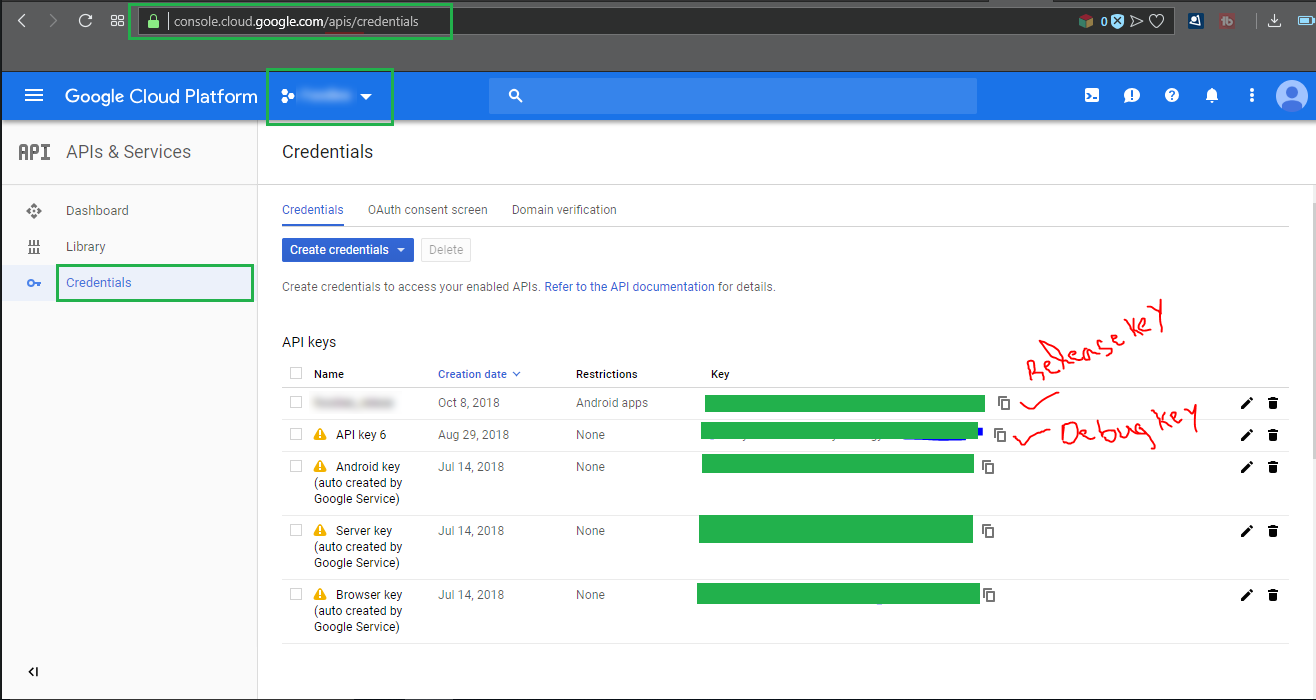 console.cloud.google.com/apis/credentials
0
Google Cloud Platform
API APIs & Services
Credentials
Dashboard
Library
Credentials
Credentials OAuth consent screen Domain verification
Create credentials Delete
Create credentials to access your enabled APIs. Refer to the API documentation for details.
API keys
Name Creation date Restrictions Key
Oct 8, 2018 Android apps
Release Key
API key 6 Aug 29, 2018 None
Debug Key
Android key Jul 14, 2018 None
(auto created by
Google Service)
Server key Jul 14, 2018 None
(auto created by
Google Service)
Browser key Jul 14, 2018 None
(auto created by
Google Service)